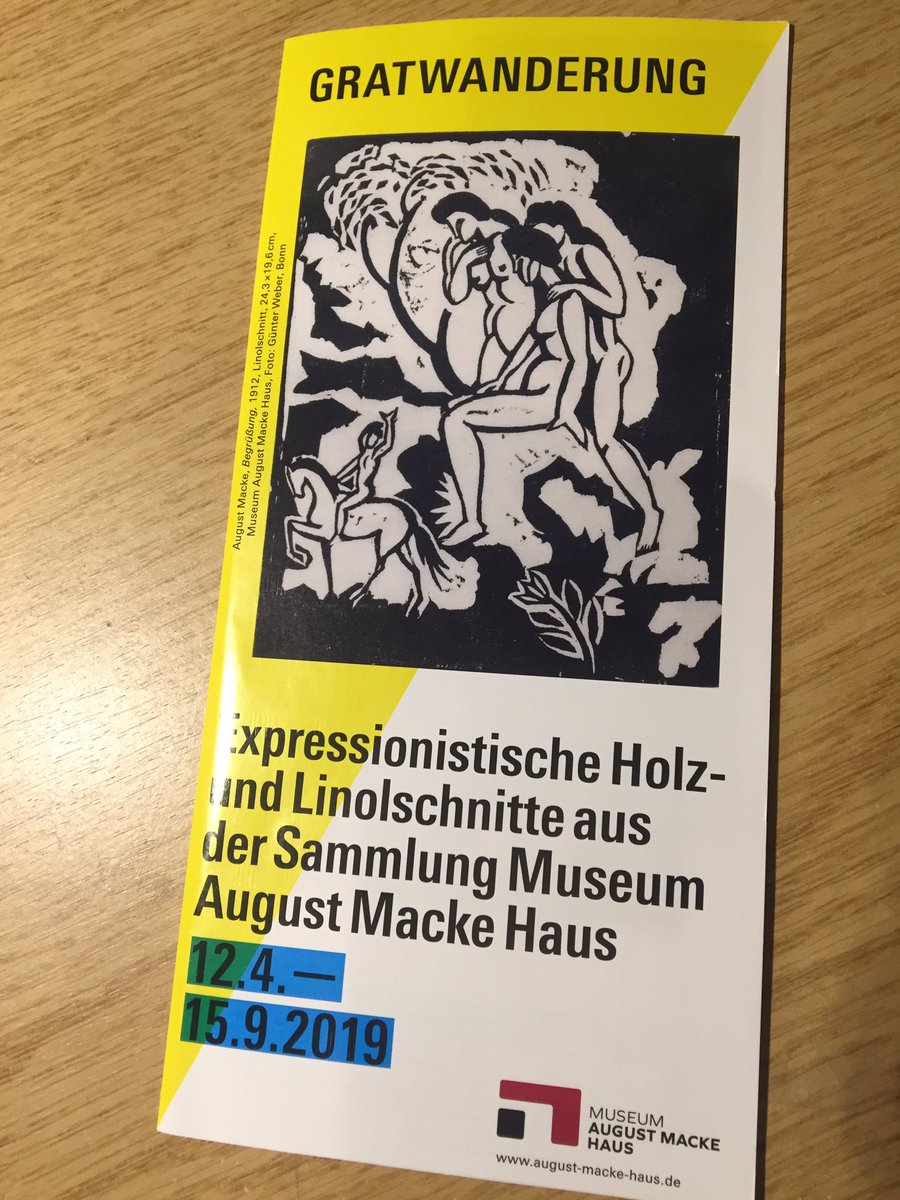 GRATWANDERUNG
August Macke, Begrüßung, 1912, Linolschnitt, 24,3 × 19,6 cm,
Museum August Macke Haus, Foto: Günter Weber, Bonn
Expressionistische Holz-
und Linolschnitte aus
der Sammlung Museum
August Macke Haus
12.4.—
15.9.2019
MUSEUM
AUGUST MACKE
HAUS
www.august-macke-haus.de